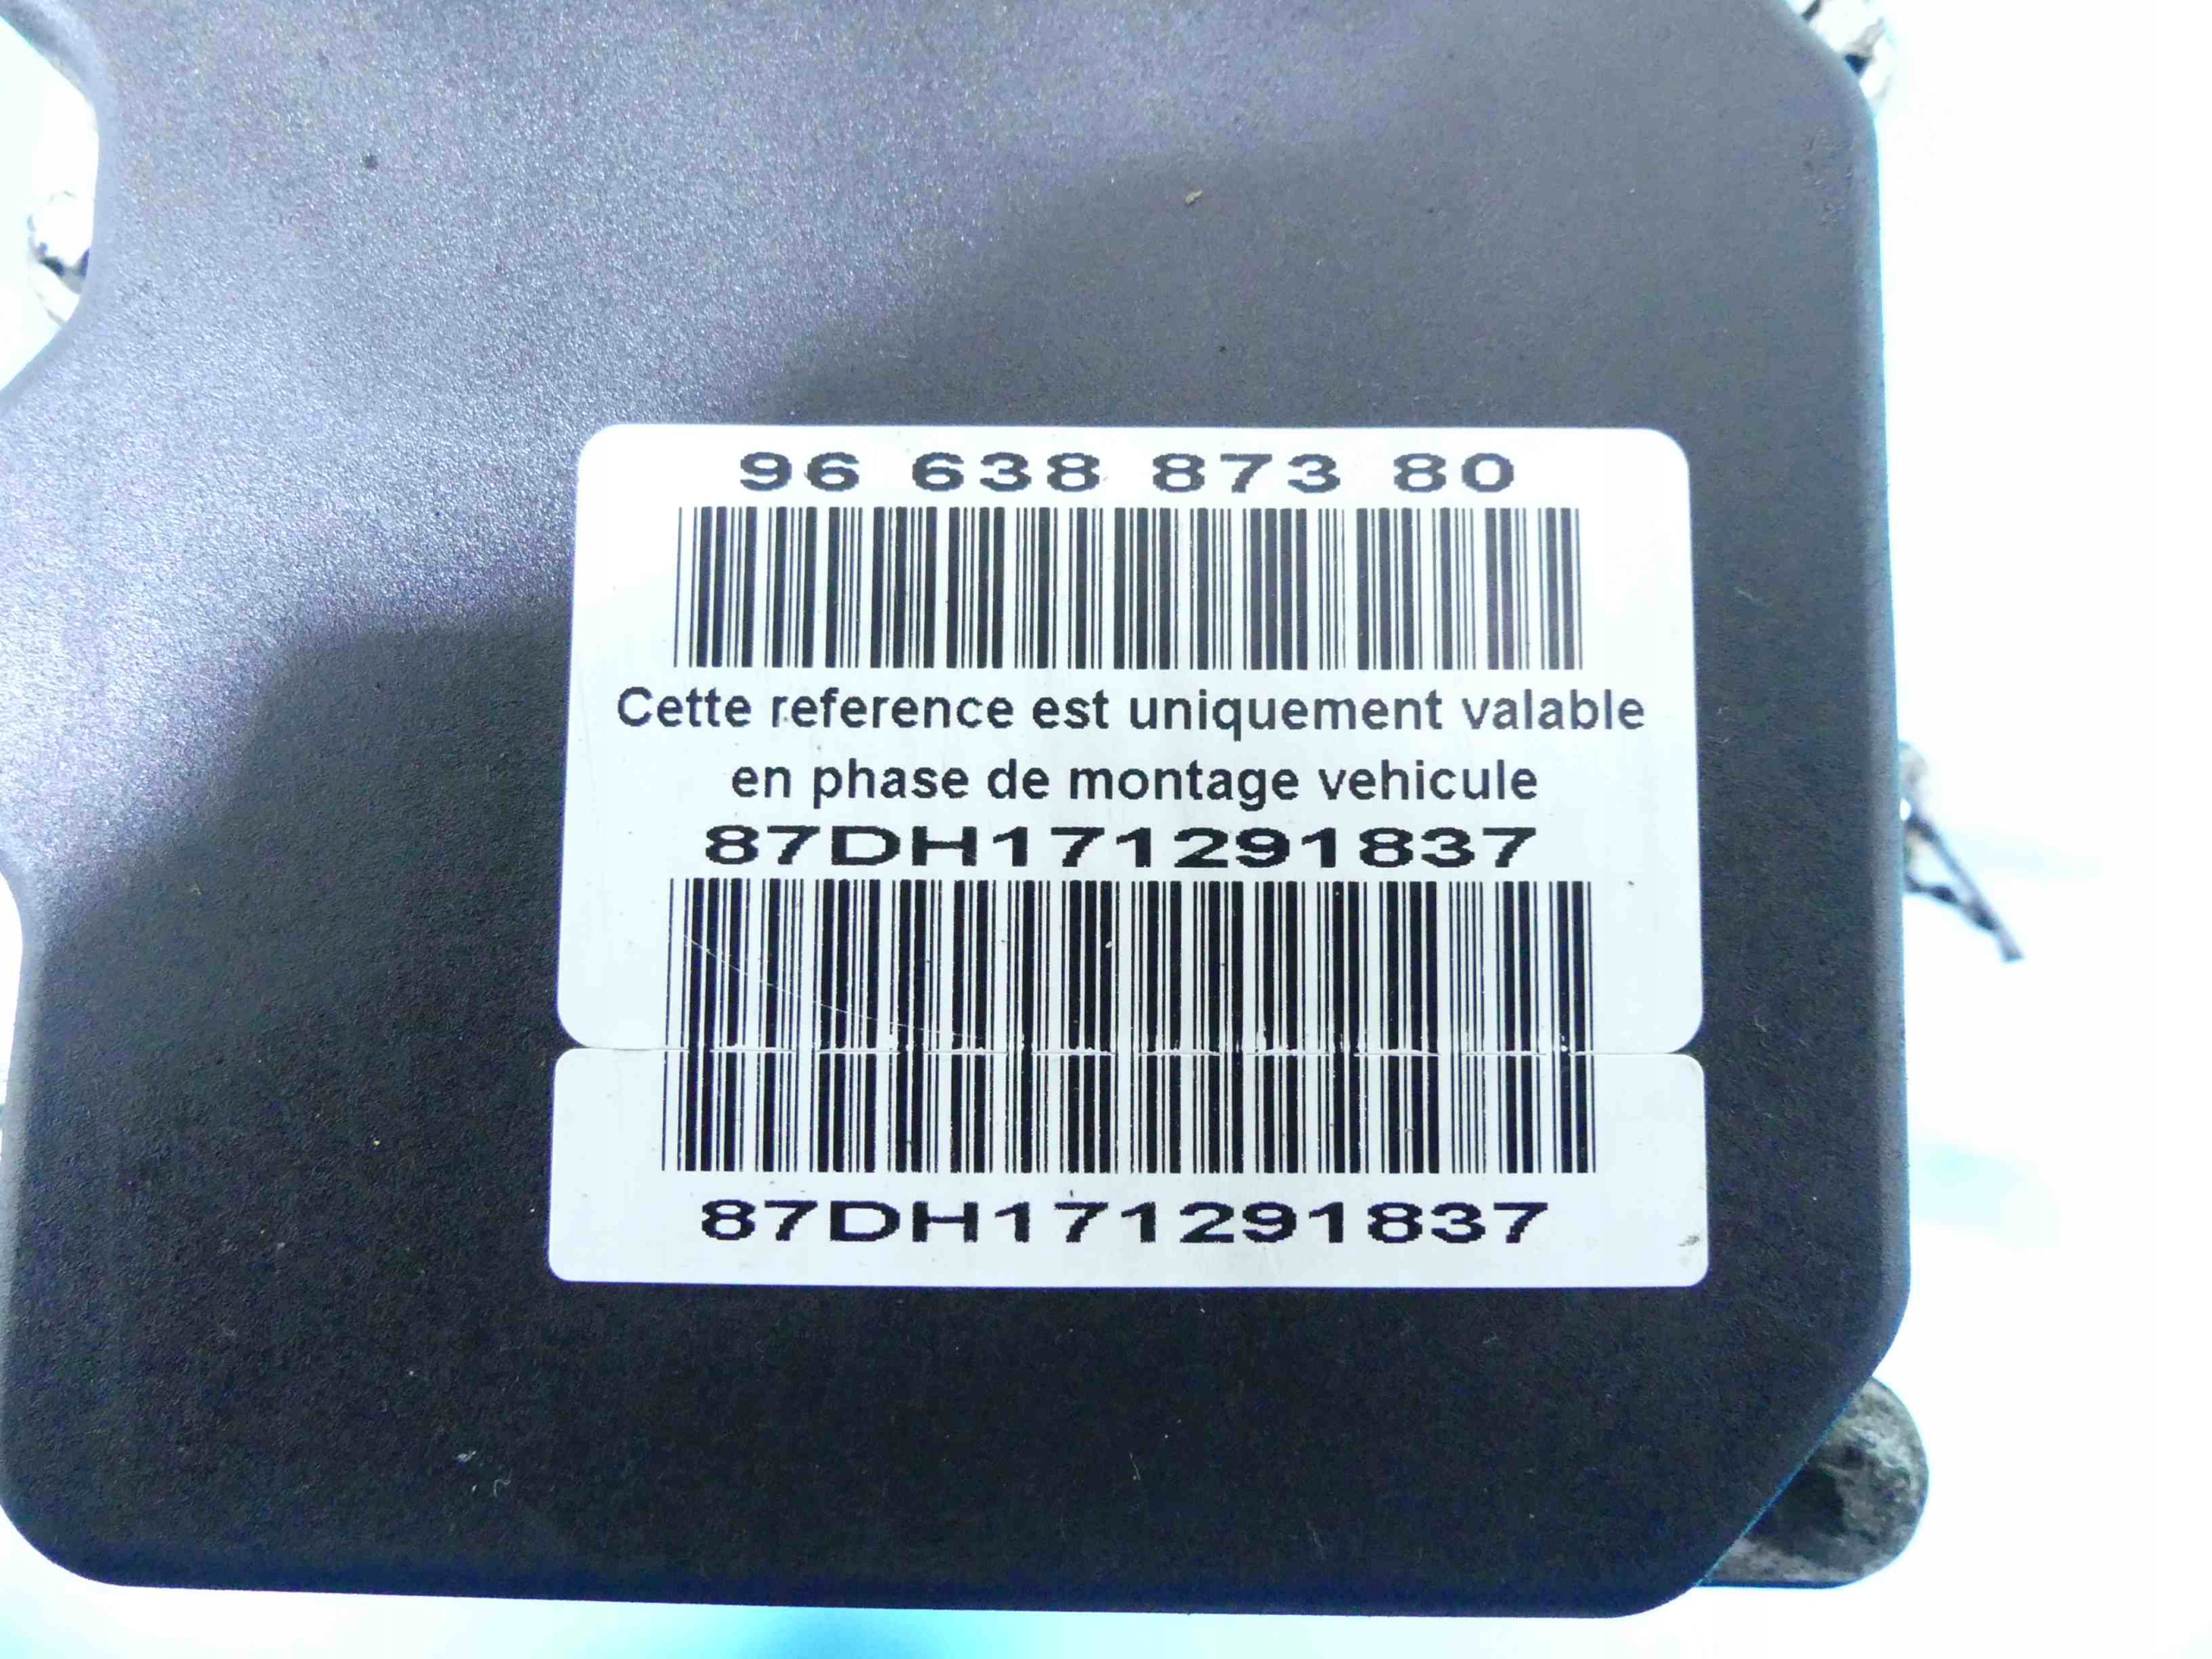 96 638 873 80
Cette reference est uniquement valable
en phase de montage vehicule
87DH171291837
87DH171291837